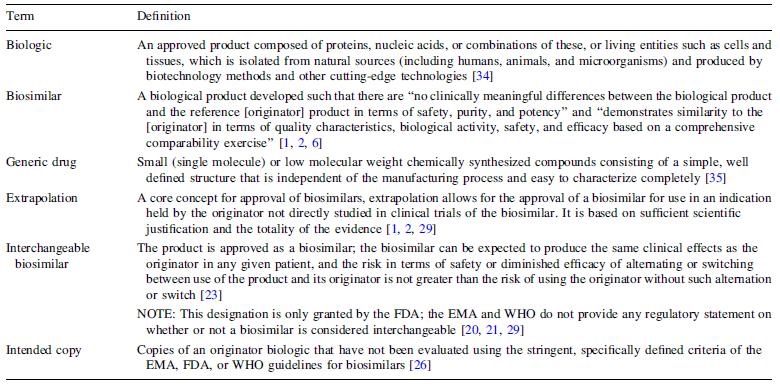 Term Definition
Biologic An approved product composed of proteins, nucleic acids, or combinations of these, or living entities such as cells and
tissues, which is isolated from natural sources (including humans, animals, and microorganisms) and produced by
biotechnology methods and other cutting-edge technologies [34]
Biosimilar A biological product developed such that there are “no clinically meaningful differences between the biological product
and the reference [originator] product in terms of safety, purity, and potency” and “demonstrates similarity to the
[originator] in terms of quality characteristics, biological activity, safety, and efficacy based on a comprehensive
comparability exercise” [1, 2, 6]
Generic drug Small (single molecule) or low molecular weight chemically synthesized compounds consisting of a simple, well
defined structure that is independent of the manufacturing process and easy to characterize completely [35]
Extrapolation A core concept for approval of biosimilars, extrapolation allows for the approval of a biosimilar for use in an indication
held by the originator not directly studied in clinical trials of the biosimilar. It is based on sufficient scientific
justification and the totality of the evidence [1, 2, 29]
Interchangeable The product is approved as a biosimilar; the biosimilar can be expected to produce the same clinical effects as the
biosimilar originator in any given patient, and the risk in terms of safety or diminished efficacy of alternating or switching
between use of the product and its originator is not greater than the risk of using the originator without such alternation
or switch [23]
NOTE: This designation is only granted by the FDA; the EMA and WHO do not provide any regulatory statement on
whether or not a biosimilar is considered interchangeable [20, 21, 29]
Intended copy Copies of an originator biologic that have not been evaluated using the stringent, specifically defined criteria of the
EMA, FDA, or WHO guidelines for biosimilars [26]